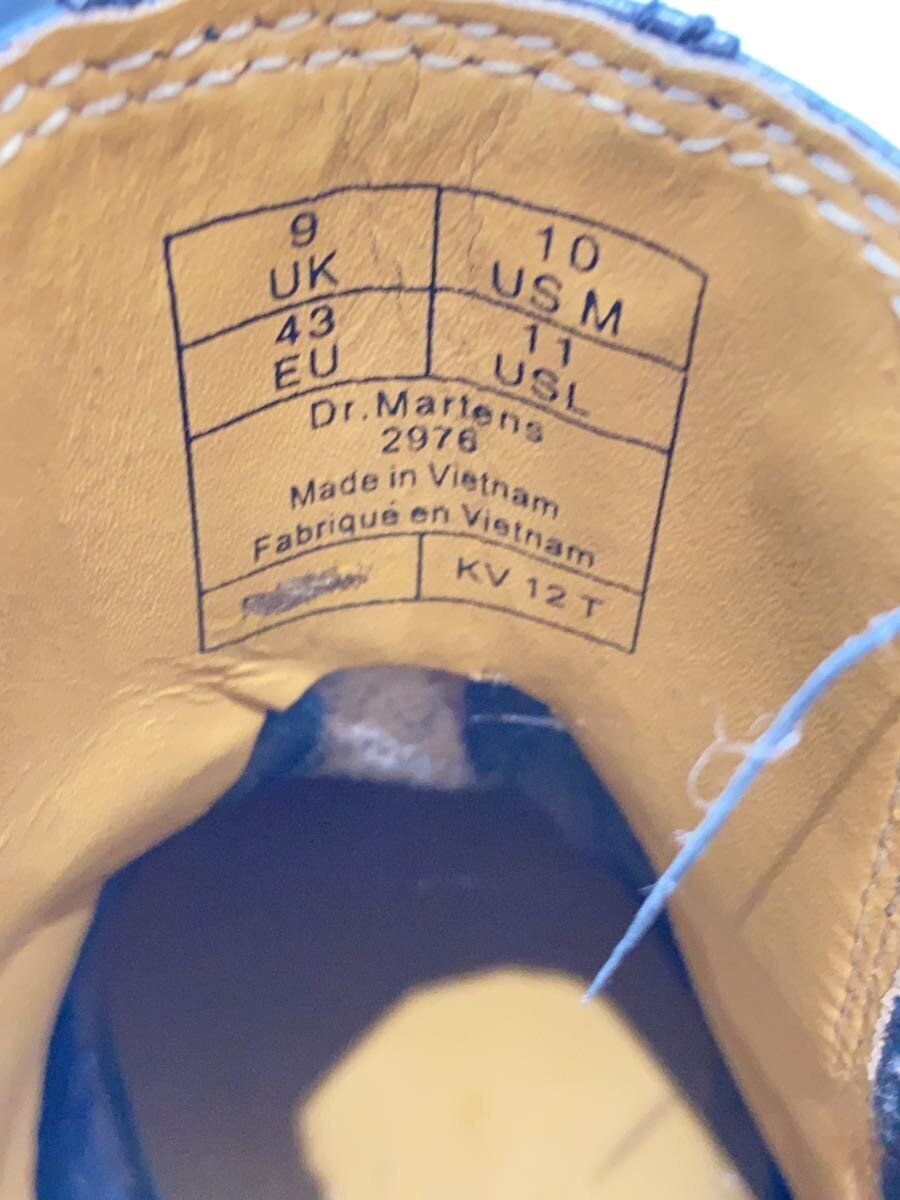 9
UK
10
US M
43
EU
11
USL
Dr.Martens
2976
Made in Vietnam
Fabriqué en Vietnam
KV 12 T